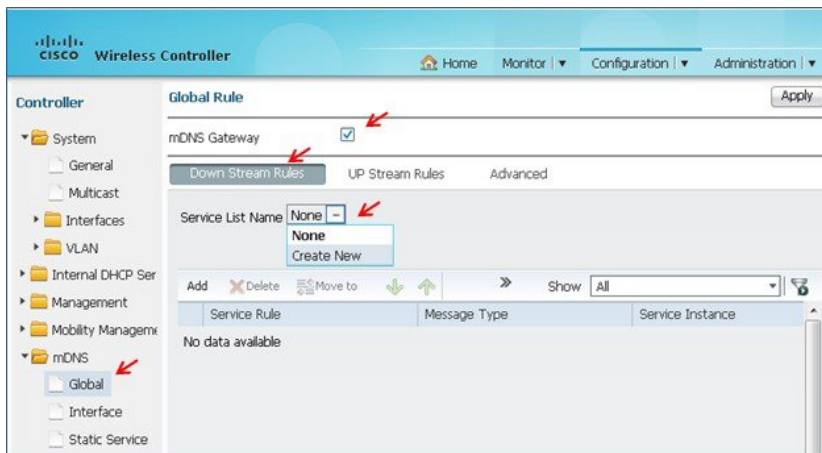 CISCO Wireless Controller
Home Monitor Configuration Administration
Controller
System
General
Multicast
Interfaces
VLAN
Internal DHCP Ser
Management
Mobility Manageme
mDNS
Global
Interface
Static Service
Global Rule Apply
mDNS Gateway
Down Stream Rules UP Stream Rules Advanced
Service List Name None
None
Create New
Add Delete Move to » Show All
Service Rule Message Type Service Instance
No data available